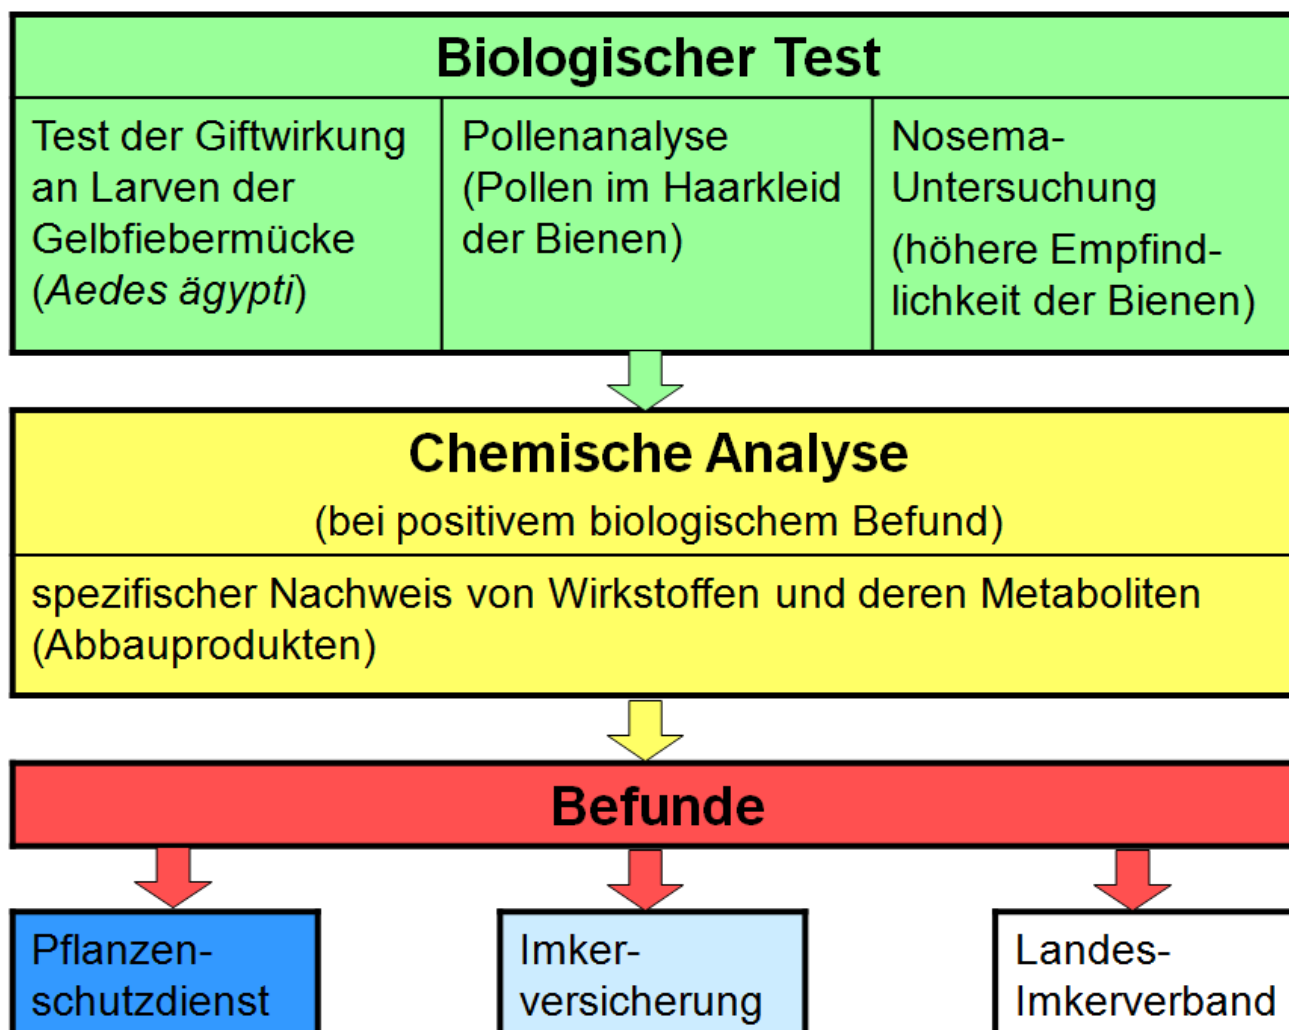 Biologischer Test
Test der Giftwirkung
an Larven der
Gelbfiebermücke
(Aedes ägypti)
Pollenanalyse
(Pollen im Haarkleid
der Bienen)
Nosema-
Untersuchung
(höhere Empfind-
lichkeit der Bienen)
Chemische Analyse
(bei positivem biologischem Befund)
spezifischer Nachweis von Wirkstoffen und deren Metaboliten
(Abbauprodukten)
Befunde
Pflanzen-
schutzdienst
Imker-
versicherung
Landes-
Imkerverband